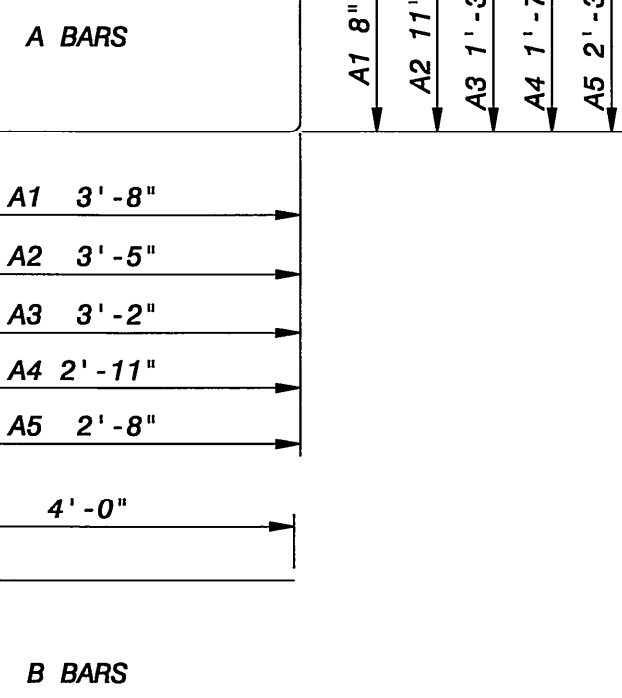 A BARS
A1 8"
A2 11"
A3 1'-3
A4 1'-7
A5 2'-3
A1 3'-8"
A2 3'-5"
A3 3'-2"
A4 2'-11"
A5 2'-8"
4'-0"
B BARS